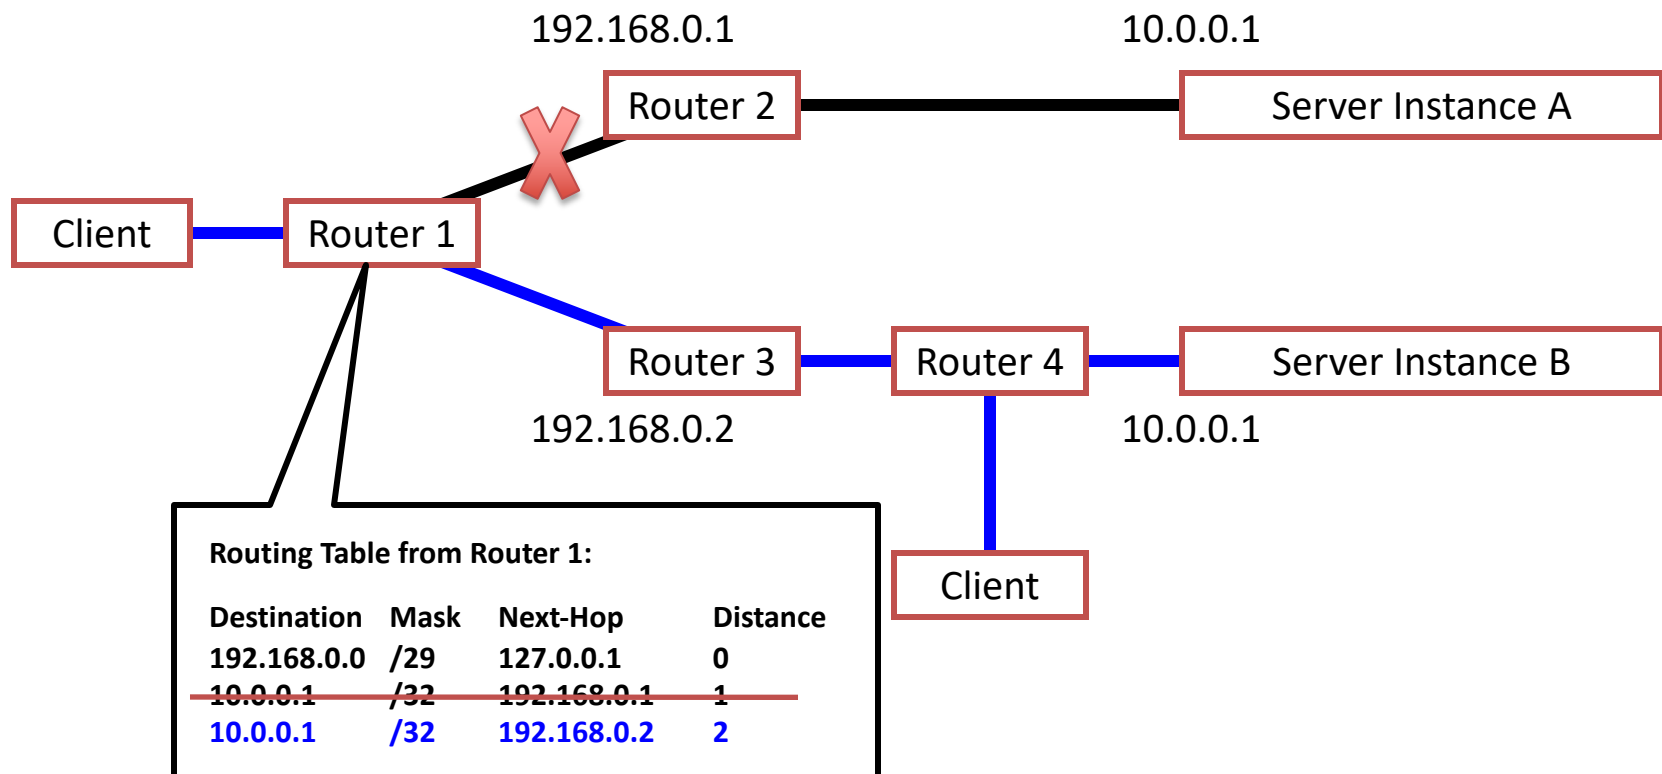 192.168.0.1 10.0.0.1
Router 2 Server Instance A
Client Router 1
Router 3 Router 4 Server Instance B
192.168.0.2 10.0.0.1
Routing Table from Router 1:
Client
Destination Mask Next-Hop Distance
192.168.0.0 /29 127.0.0.1 0
10.0.0.1 /32 192.168.0.1 1
10.0.0.1 /32 192.168.0.2 2